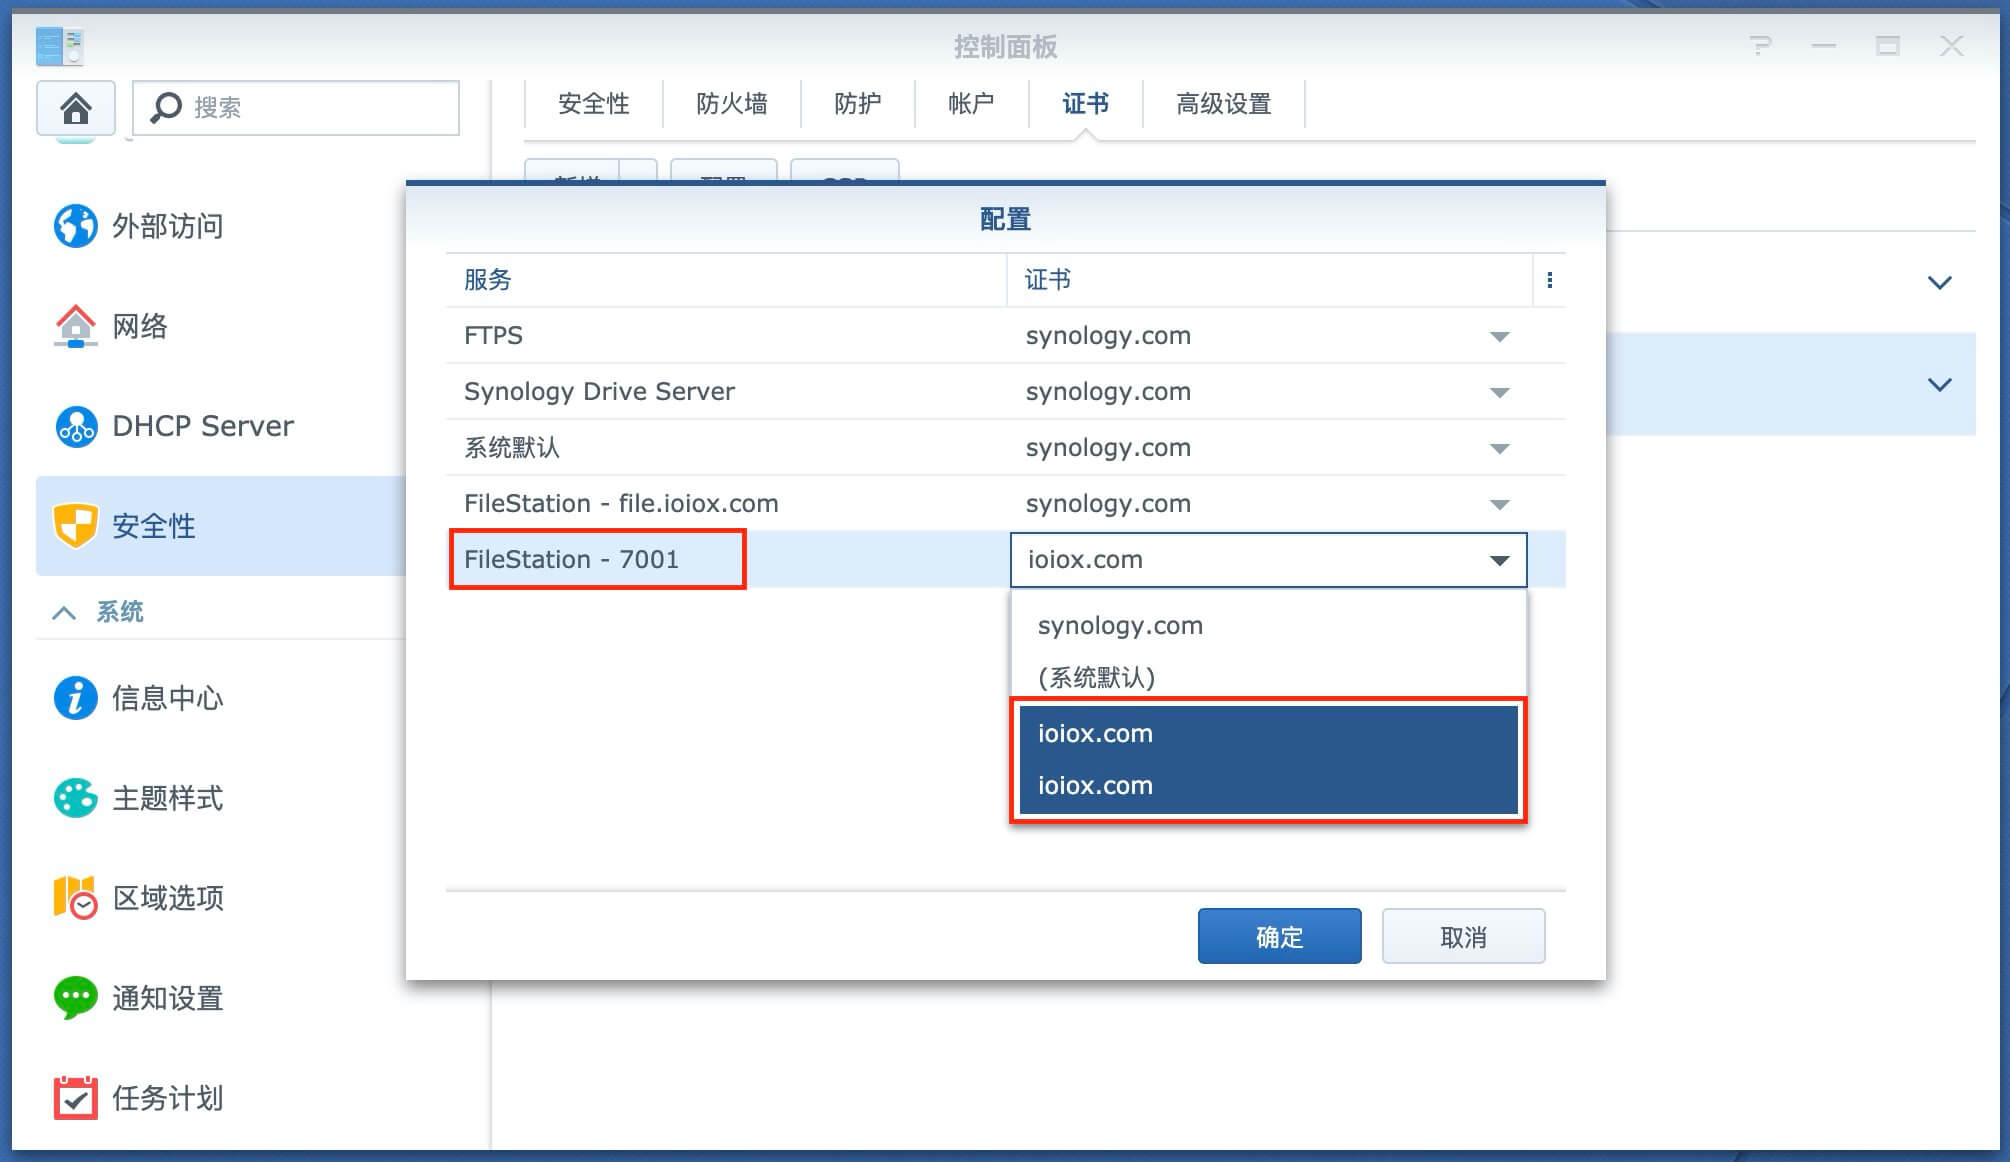 控制面板
搜索
安全性
防火墙
防护
帐户
证书
高级设置
外部访问
网络
DHCP Server
安全性
系统
信息中心
主题样式
区域选项
通知设置
任务计划
新增
配置
CSR
配置
服务
证书
FTPS
synology.com
Synology Drive Server
synology.com
系统默认
synology.com
FileStation - file.ioiox.com
synology.com
FileStation - 7001
ioiox.com
synology.com
(系统默认)
ioiox.com
ioiox.com
确定
取消